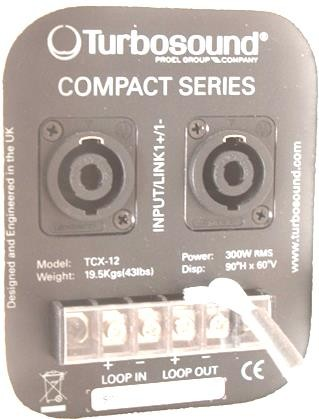 Turbosound®
PROEL GROUP COMPANY
COMPACT SERIES
Designed and Engineered in the UK
INPUT/LINK1+/1-
www.turbosound.com
Model: TCX-12
Weight: 19.5Kgs(43lbs)
Power: 300W RMS
Disp: 90°H x 60°V
+ - + -
LOOP IN LOOP OUT
CE